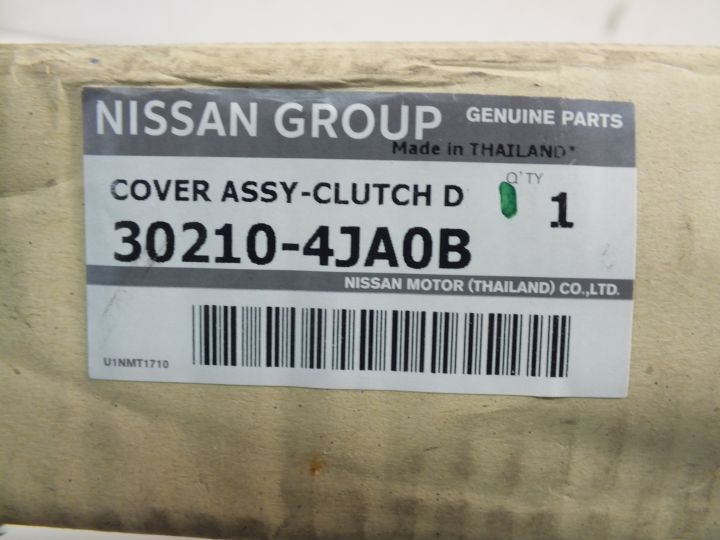 NISSAN GROUP GENUINE PARTS
Made in THAILAND*
COVER ASSY-CLUTCH D Q'TY 1
30210-4JA0B
NISSAN MOTOR (THAILAND) CO.,LTD.
U1NMT1710